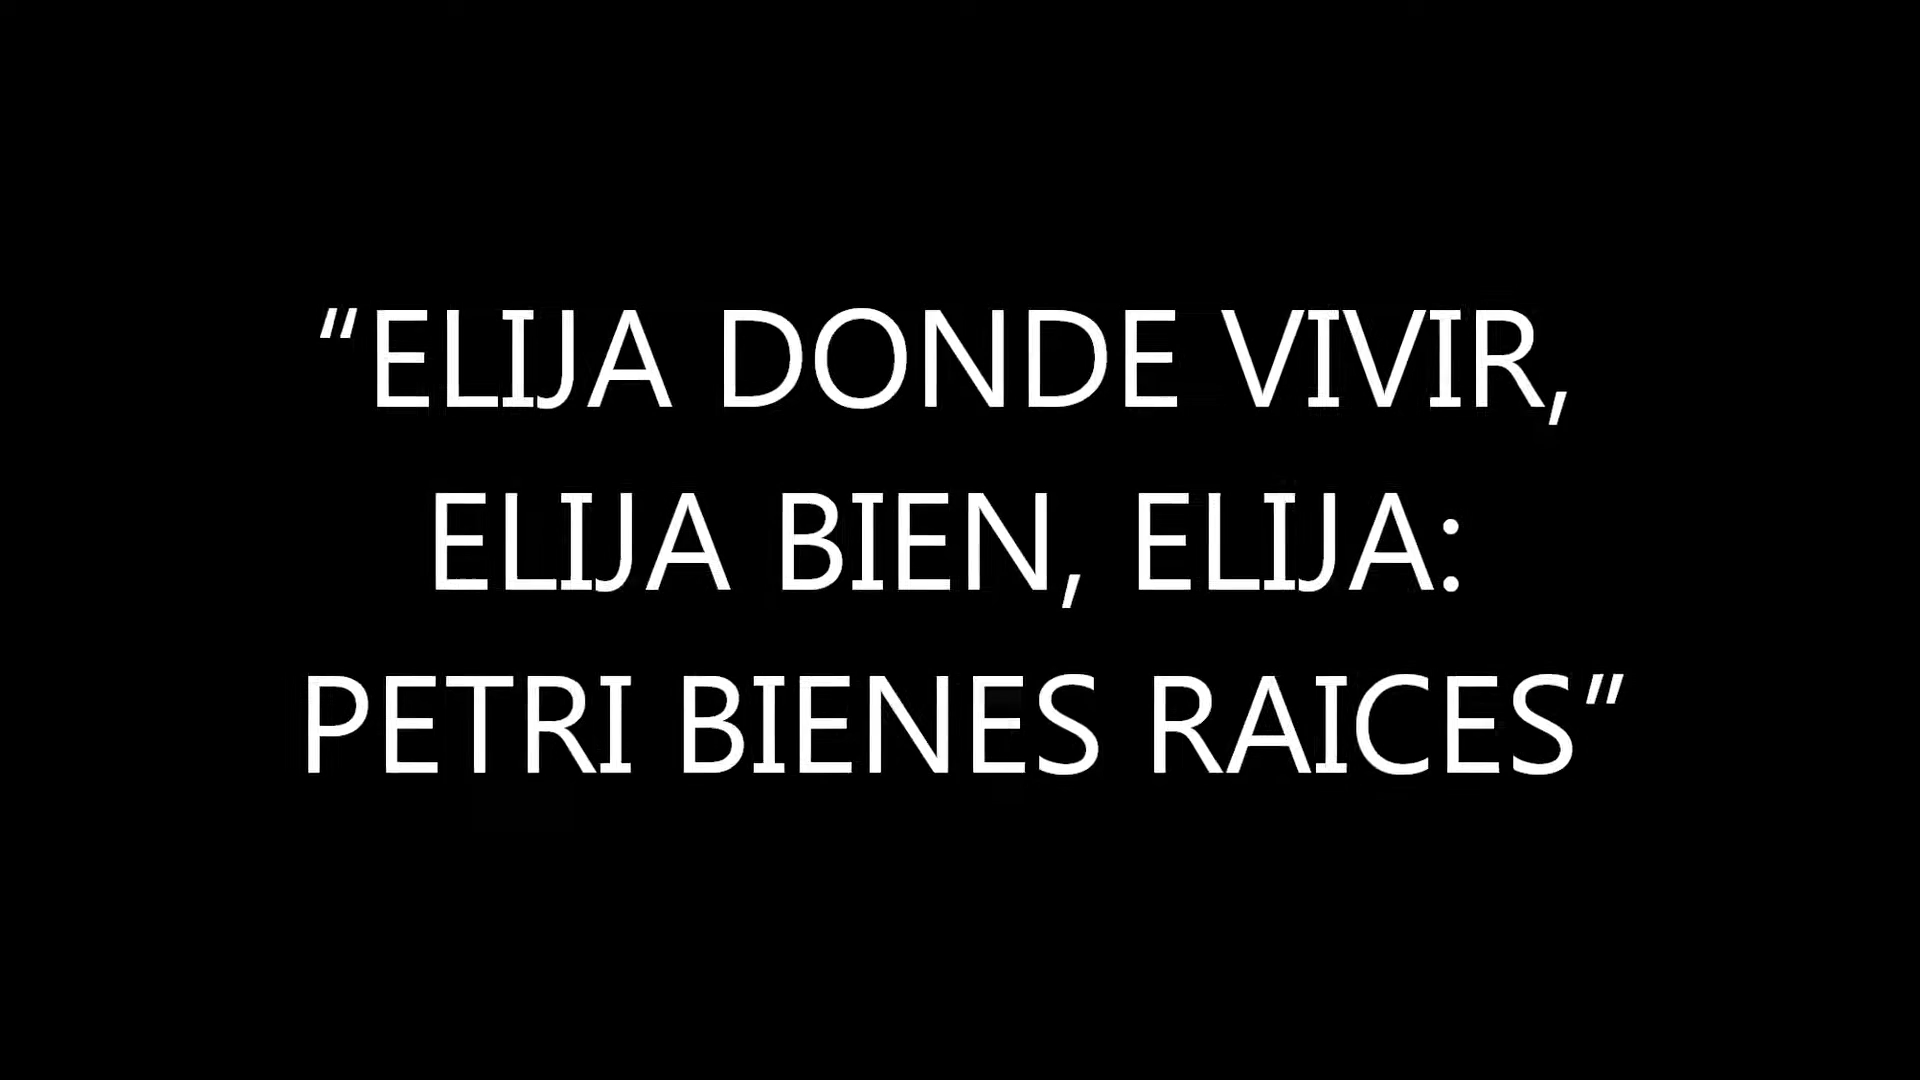 “ELIJA DONDE VIVIR,
ELIJA BIEN, ELIJA:
PETRI BIENES RAICES”